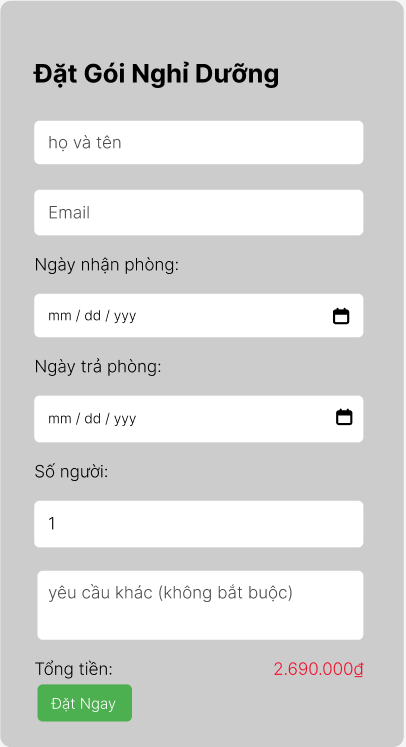 Đặt Gói Nghỉ Dưỡng
họ và tên
Email
Ngày nhận phòng:
mm / dd / yyy
Ngày trả phòng:
mm / dd / yyy
Số người:
1
yêu cầu khác (không bắt buộc)
Tổng tiền: 2.690.000₫
Đặt Ngay